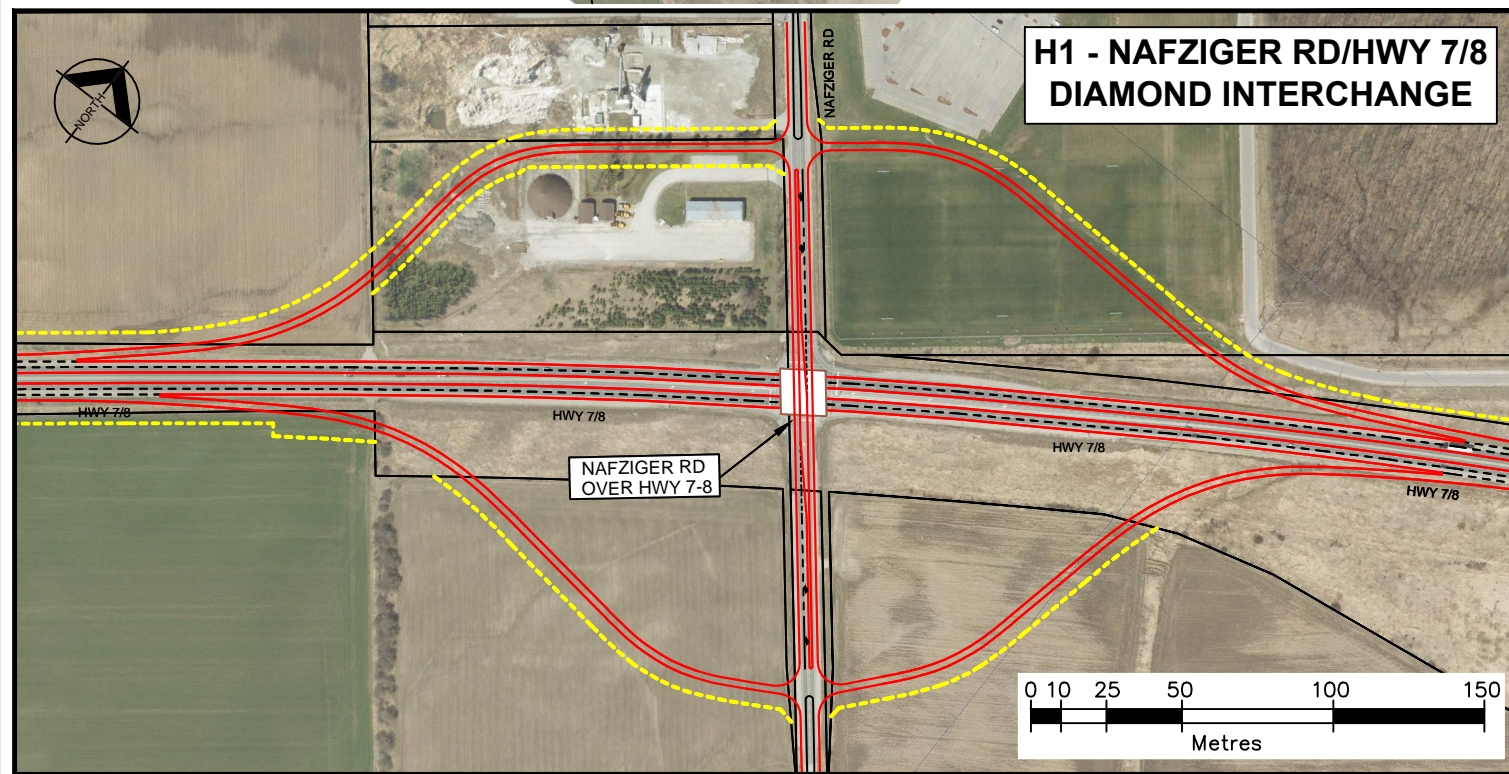 H1 - NAFZIGER RD/HWY 7/8
DIAMOND INTERCHANGE
NORTH
NAFZIGER RD
HWY 7/8
HWY 7/8
HWY 7/8
HWY 7/8
NAFZIGER RD
OVER HWY 7-8
0 10 25 50 100 150
Metres